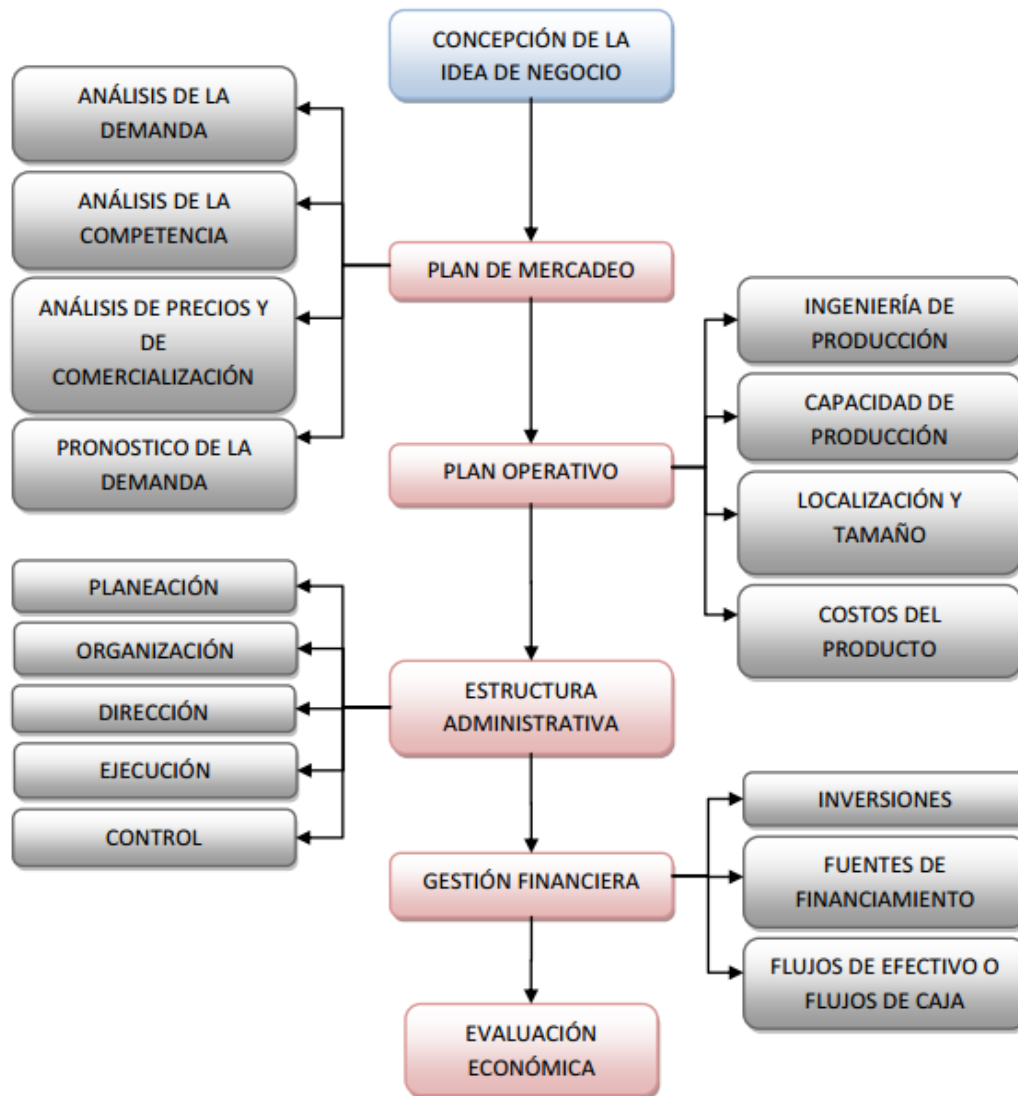 CONCEPCIÓN DE LA
IDEA DE NEGOCIO
ANÁLISIS DE LA
DEMANDA
ANÁLISIS DE LA
COMPETENCIA
ANÁLISIS DE PRECIOS Y
DE
COMERCIALIZACIÓN
PRONOSTICO DE LA
DEMANDA
PLAN DE MERCADEO
INGENIERÍA DE
PRODUCCIÓN
CAPACIDAD DE
PRODUCCIÓN
LOCALIZACIÓN Y
TAMAÑO
COSTOS DEL
PRODUCTO
PLAN OPERATIVO
PLANEACIÓN
ORGANIZACIÓN
DIRECCIÓN
EJECUCIÓN
CONTROL
ESTRUCTURA
ADMINISTRATIVA
GESTIÓN FINANCIERA
INVERSIONES
FUENTES DE
FINANCIAMIENTO
FLUJOS DE EFECTIVO O
FLUJOS DE CAJA
EVALUACIÓN
ECONÓMICA